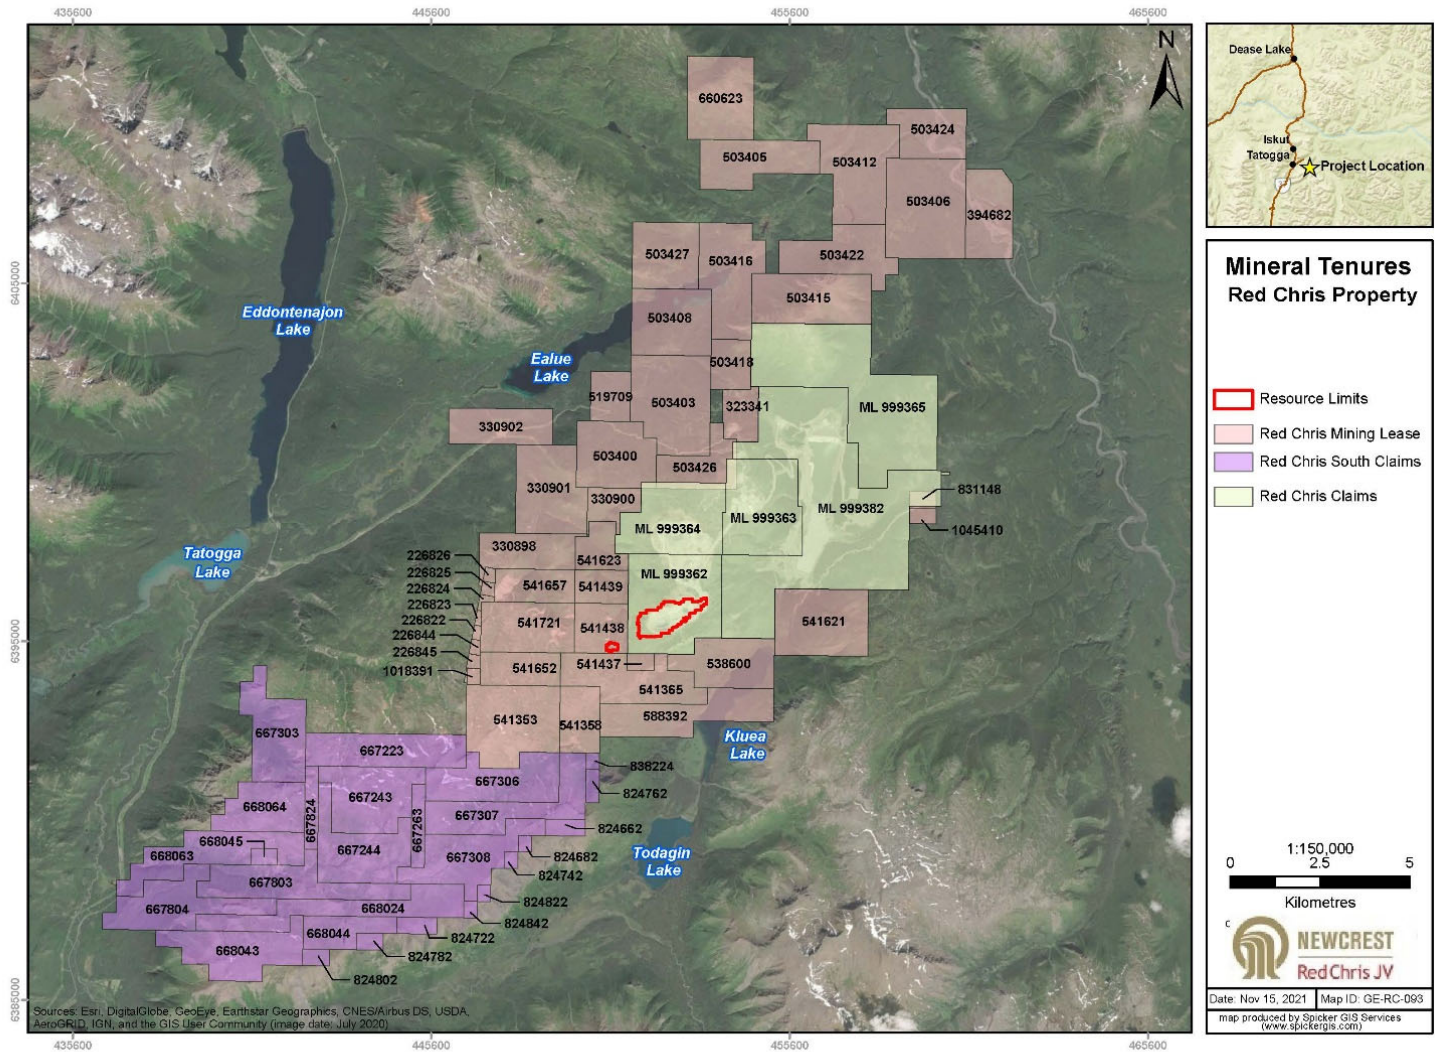 435600
445600
455600
465600
N
660623
503424
503405
503412
503406
394682
503427
503416
503422
503415
6405000
Eddontenajon
Lake
503408
Ealue
Lake
503418
519709
503403
323341
ML 999365
330902
503400
503426
330901
330900
831148
ML 999364
ML 999363
ML 999382
1045410
Tatogga
Lake
330898
541623
226826
226825
226824
226823
226822
226844
226845
1018391
541657
541439
ML 999362
541721
541438
541621
6395000
541652
541437
538600
541365
541353
541358
588392
Kluea
Lake
667303
667223
838224
667306
824762
667243
668064
667824
667263
667307
824662
668045
668063
667244
667308
824682
824742
Todagin
Lake
667803
824822
667804
668024
824842
668044
824722
668043
824782
824802
6385000
Sources: Esri, DigitalGlobe, GeoEye, Earthstar Geographics, CNES/Airbus DS, USDA,
AeroGRID, IGN, and the GIS User Community (image date: July 2020)
435600
445600
455600
465600
Dease Lake
Iskut
Tatogga
Project Location
Mineral Tenures
Red Chris Property
Resource Limits
Red Chris Mining Lease
Red Chris South Claims
Red Chris Claims
1:150,000
0 2.5 5
Kilometres
c
NEWCREST
Red Chris JV
Date: Nov 15, 2021
Map ID: GE-RC-093
map produced by Spicker GIS Services
(www.spickergis.com)